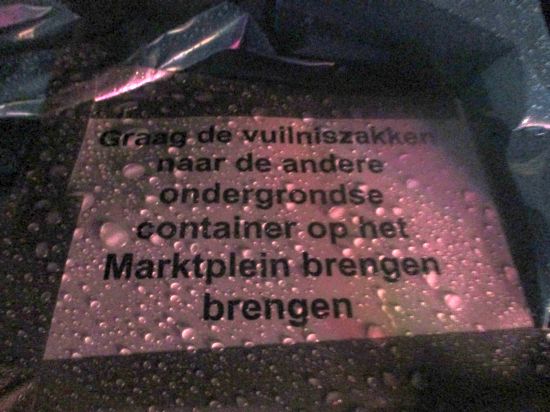 Graag de vuilniszakken
naar de andere
ondergrondse
container op het
Marktplein brengen
brengen